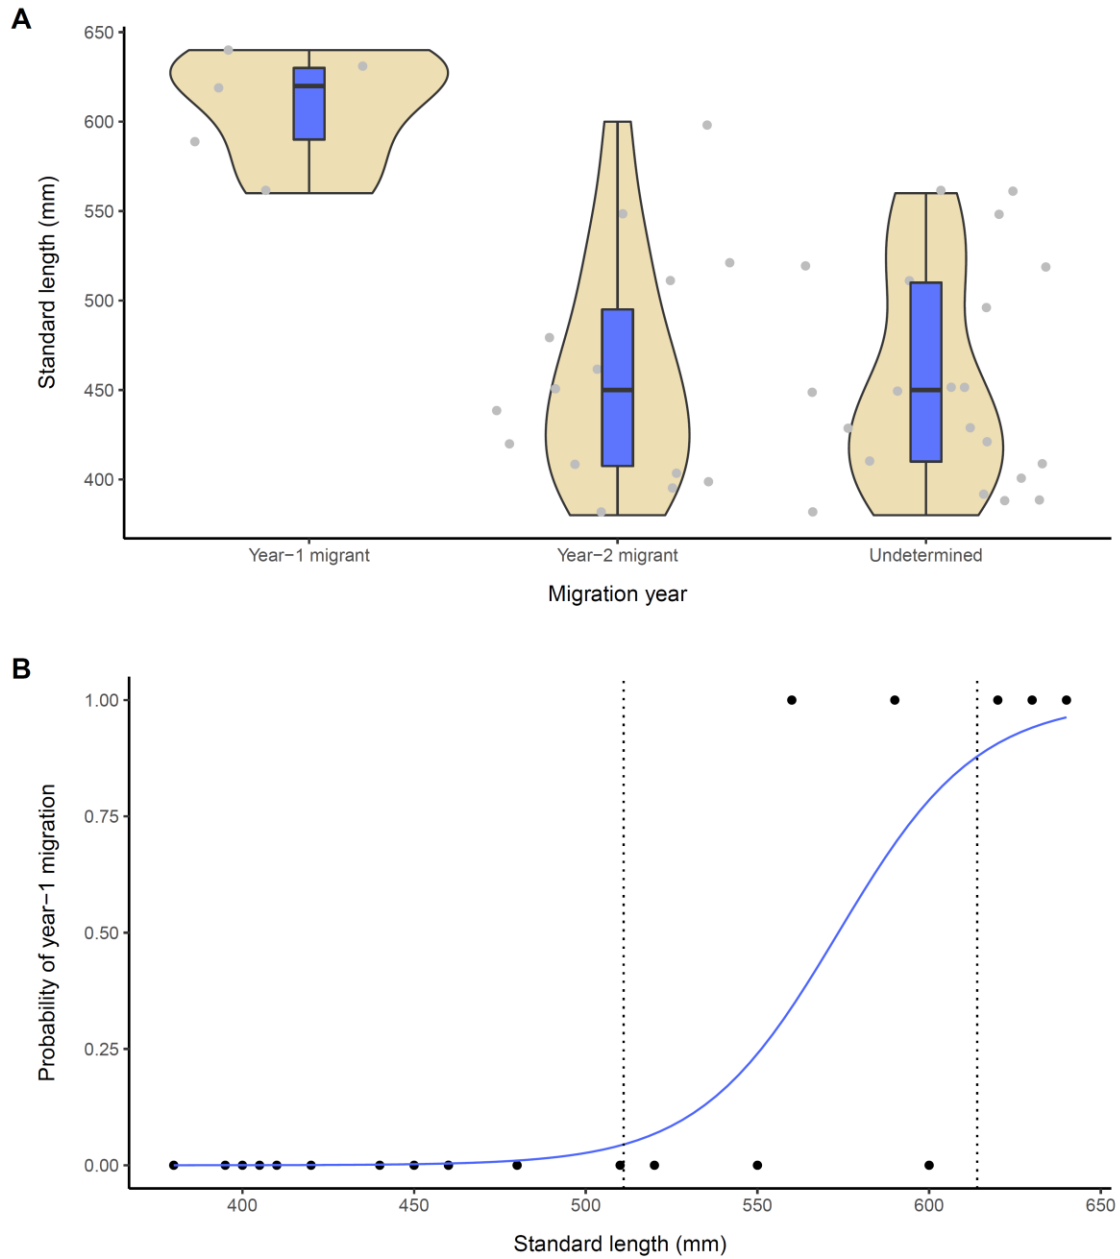 A
650
600
550
500
450
400
Standard length (mm)
Year−1 migrant Year−2 migrant Undetermined
Migration year
B
1.00
0.75
0.50
0.25
0.00
Probability of year−1 migration
400 450 500 550 600 650
Standard length (mm)